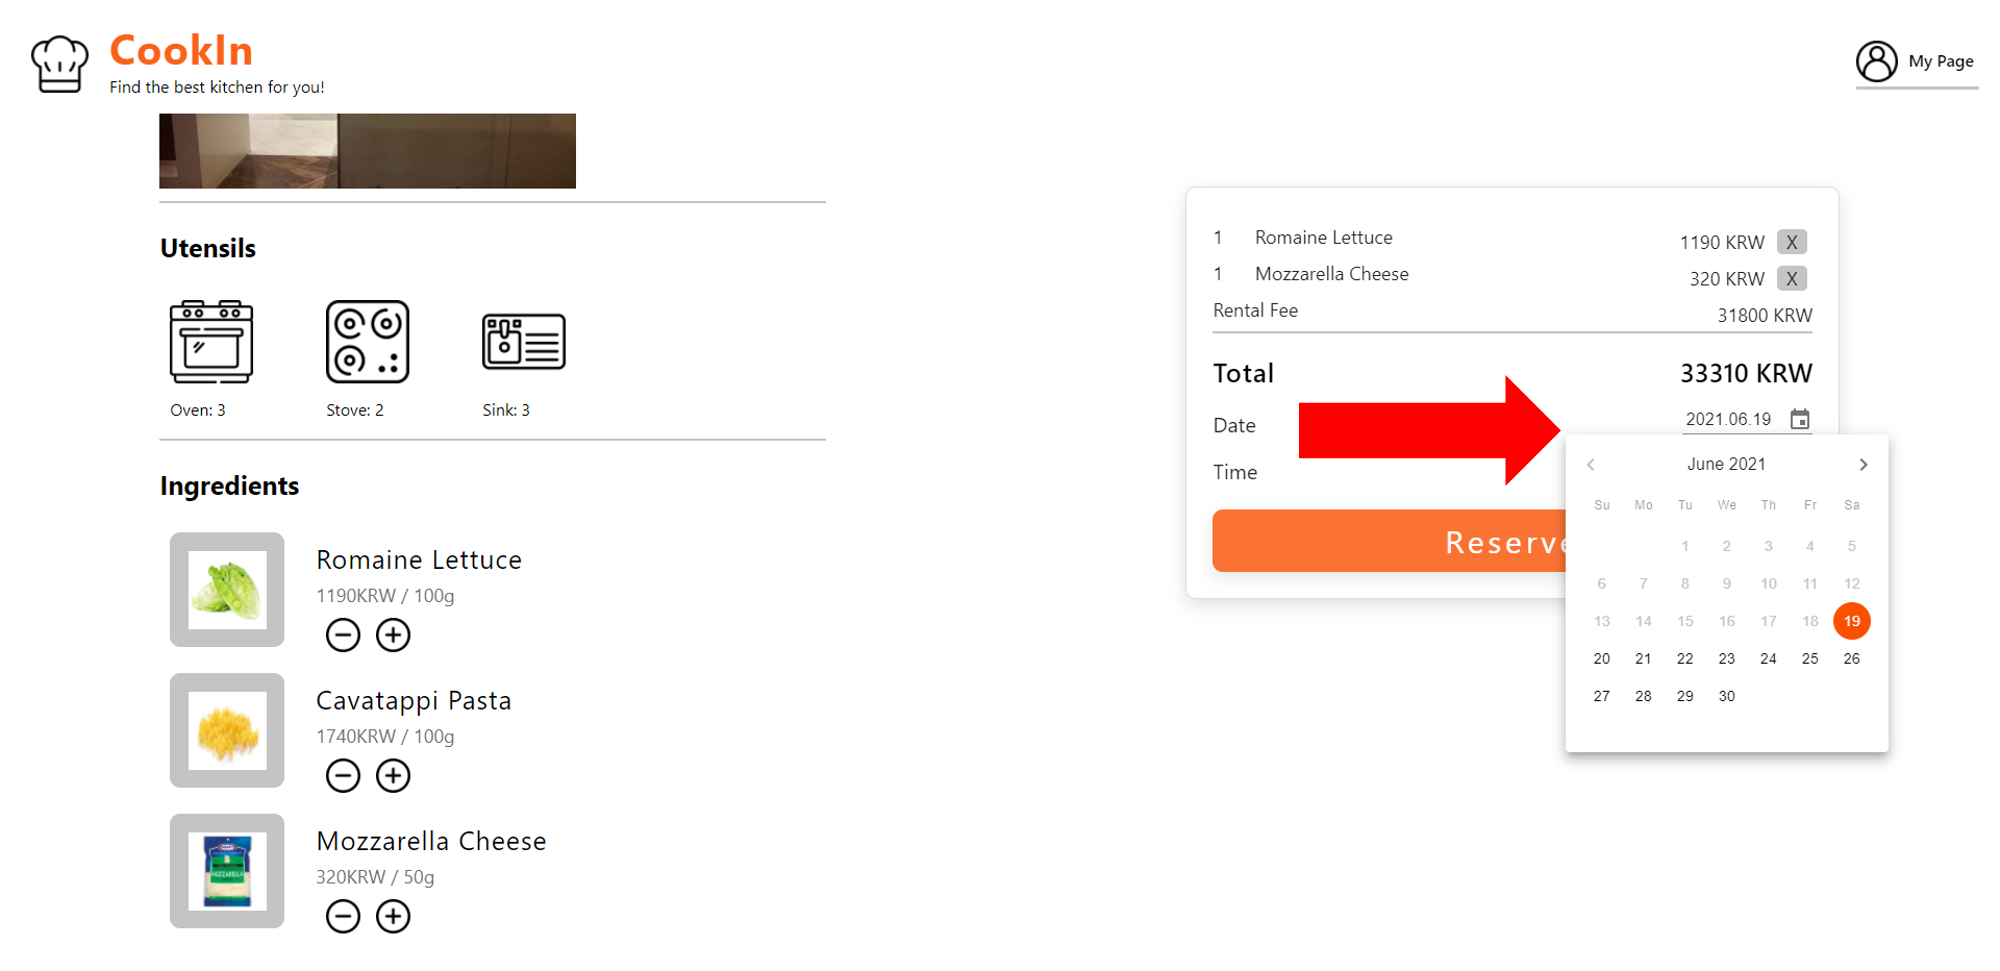 CookIn
Find the best kitchen for you!
My Page
Utensils
Oven: 3
Stove: 2
Sink: 3
Ingredients
Romaine Lettuce
1190KRW / 100g
Cavatappi Pasta
1740KRW / 100g
Mozzarella Cheese
320KRW / 50g
1 Romaine Lettuce 1190 KRW X
1 Mozzarella Cheese 320 KRW X
Rental Fee 31800 KRW
Total 33310 KRW
Date 2021.06.19
Time
Reserve
June 2021
Su Mo Tu We Th Fr Sa
1 2 3 4 5
6 7 8 9 10 11 12
13 14 15 16 17 18 19
20 21 22 23 24 25 26
27 28 29 30
MOZZARELLA